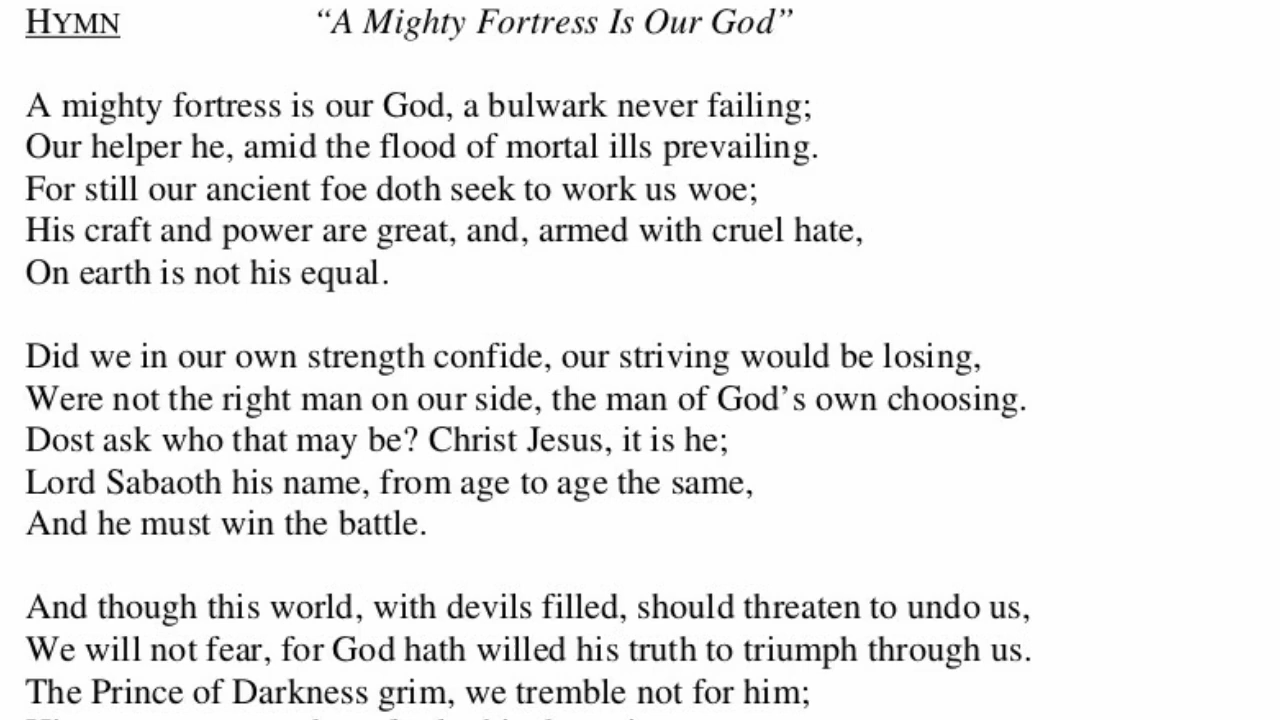 HYMN “A Mighty Fortress Is Our God”
A mighty fortress is our God, a bulwark never failing;
Our helper he, amid the flood of mortal ills prevailing.
For still our ancient foe doth seek to work us woe;
His craft and power are great, and, armed with cruel hate,
On earth is not his equal.
Did we in our own strength confide, our striving would be losing,
Were not the right man on our side, the man of God’s own choosing.
Dost ask who that may be? Christ Jesus, it is he;
Lord Sabaoth his name, from age to age the same,
And he must win the battle.
And though this world, with devils filled, should threaten to undo us,
We will not fear, for God hath willed his truth to triumph through us.
The Prince of Darkness grim, we tremble not for him;